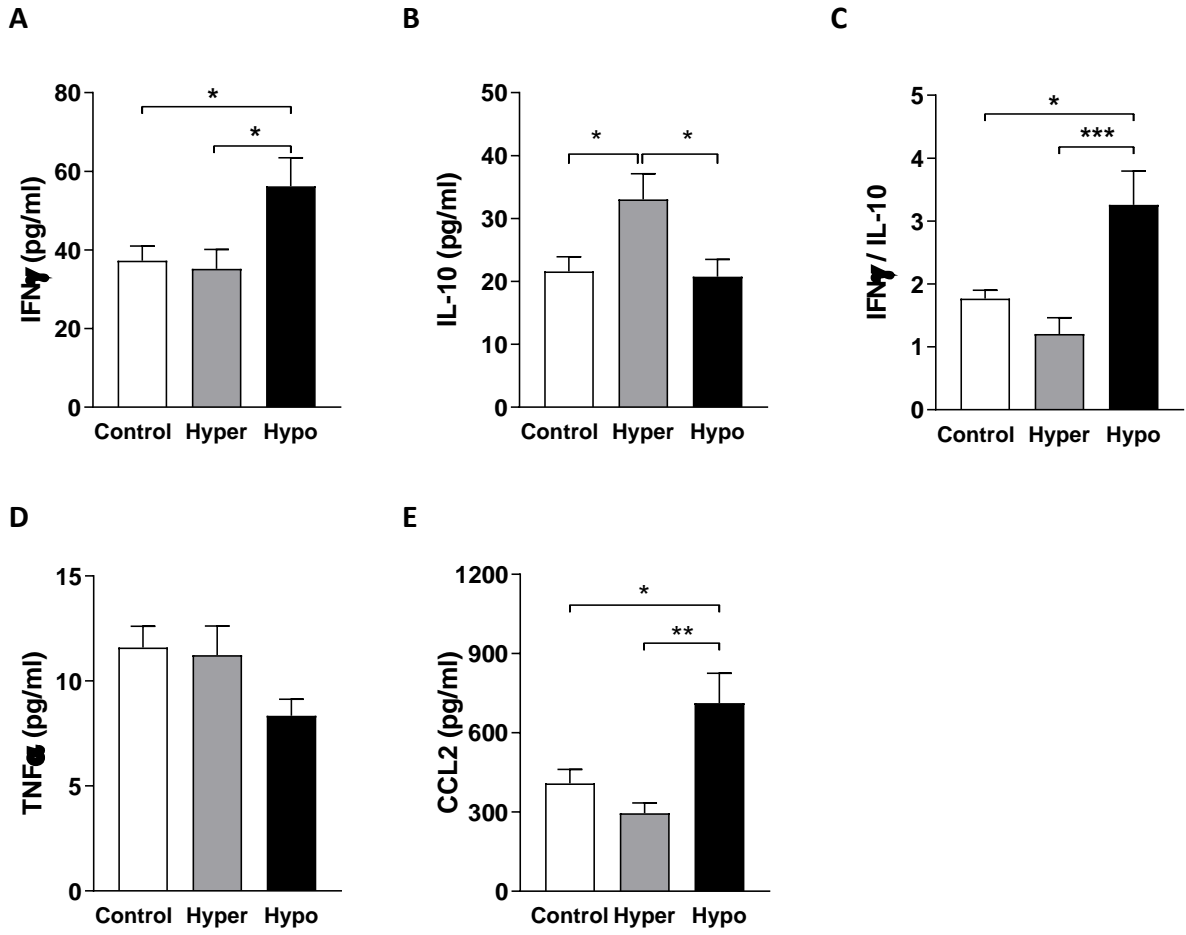 A
IFNγ (pg/ml)
80
60
40
20
0
*
*
Control Hyper Hypo
B
IL-10 (pg/ml)
50
40
30
20
10
0
* *
Control Hyper Hypo
C
IFNγ / IL-10
5
4
3
2
1
0
*
***
Control Hyper Hypo
D
TNFα (pg/ml)
15
10
5
0
Control Hyper Hypo
E
CCL2 (pg/ml)
1200
900
600
300
0
*
**
Control Hyper Hypo